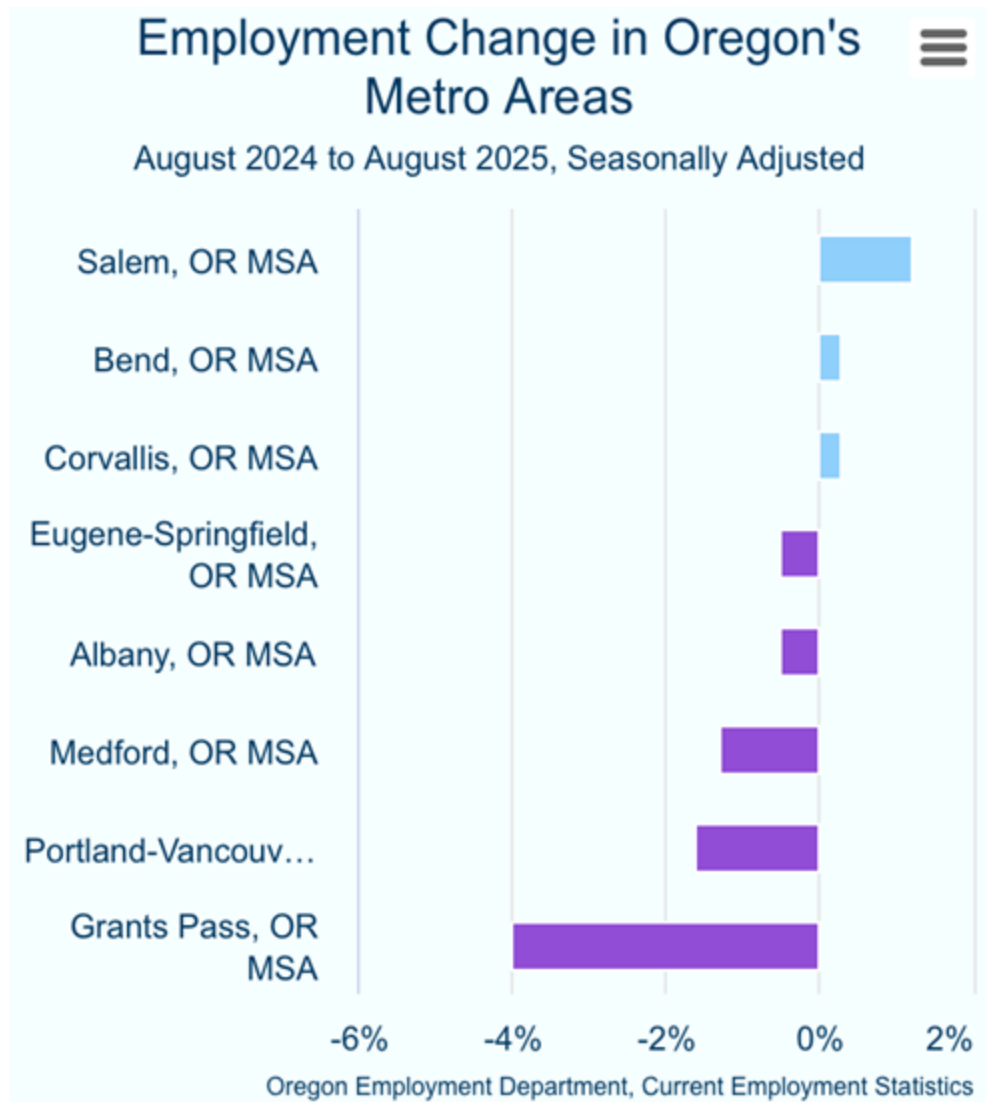 Employment Change in Oregon's
Metro Areas
August 2024 to August 2025, Seasonally Adjusted
Salem, OR MSA
Bend, OR MSA
Corvallis, OR MSA
Eugene-Springfield,
OR MSA
Albany, OR MSA
Medford, OR MSA
Portland-Vancouv…
Grants Pass, OR
MSA
-6% -4% -2% 0% 2%
Oregon Employment Department, Current Employment Statistics